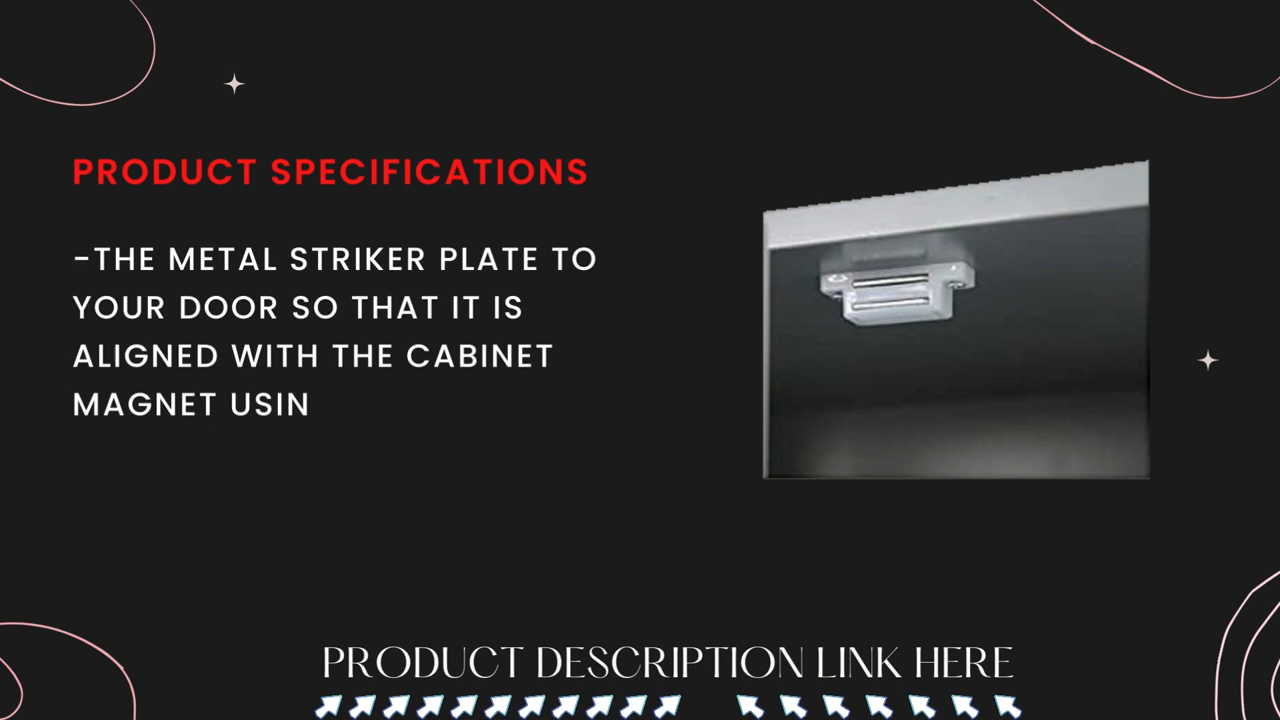 PRODUCT SPECIFICATIONS
-THE METAL STRIKER PLATE TO
YOUR DOOR SO THAT IT IS
ALIGNED WITH THE CABINET
MAGNET USIN
PRODUCT DESCRIPTION LINK HERE